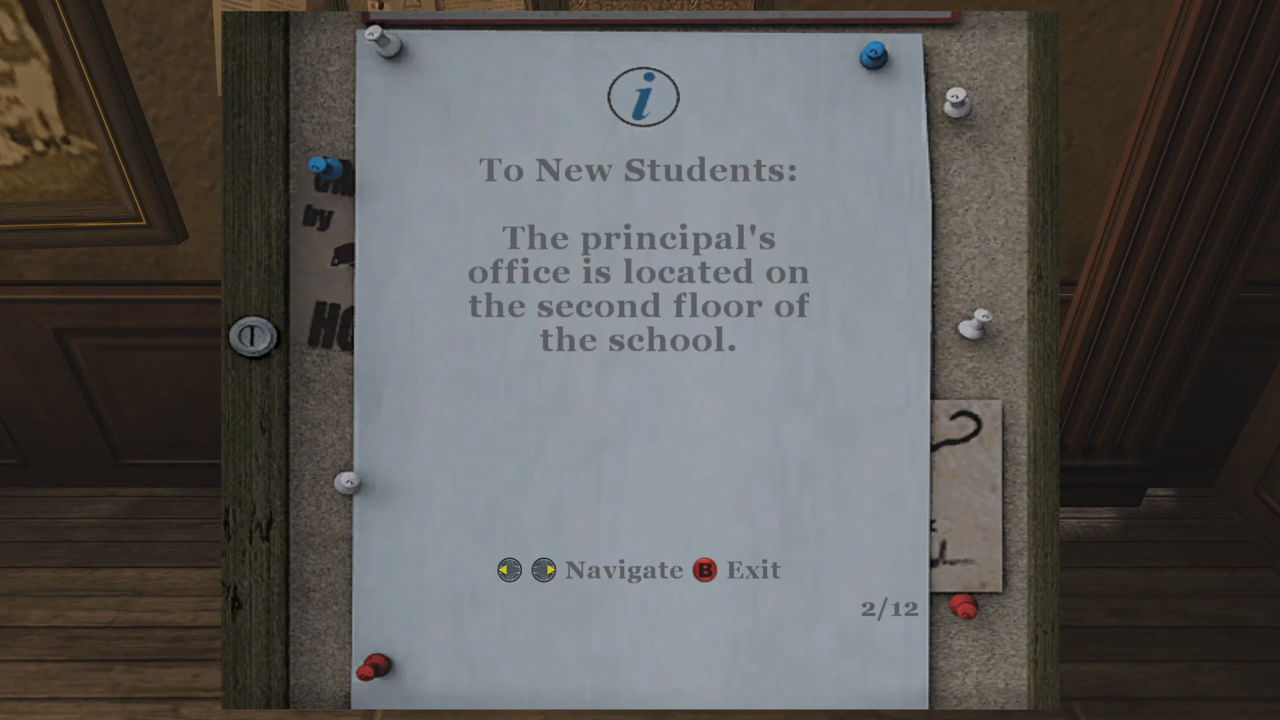 i
To New Students:
The principal's
office is located on
the second floor of
the school.
by
Navigate B Exit
2/12